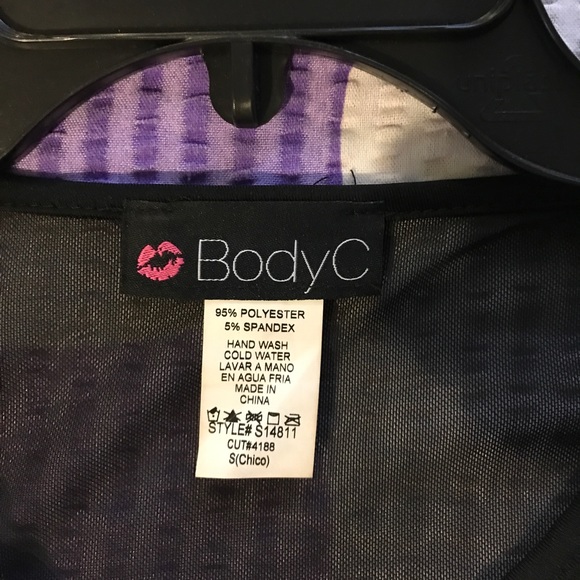 BodyC
95% POLYESTER
5% SPANDEX
HAND WASH
COLD WATER
LAVAR A MANO
EN AGUA FRIA
MADE IN
CHINA
STYLE# S14811
CUT#4188
S(Chico)